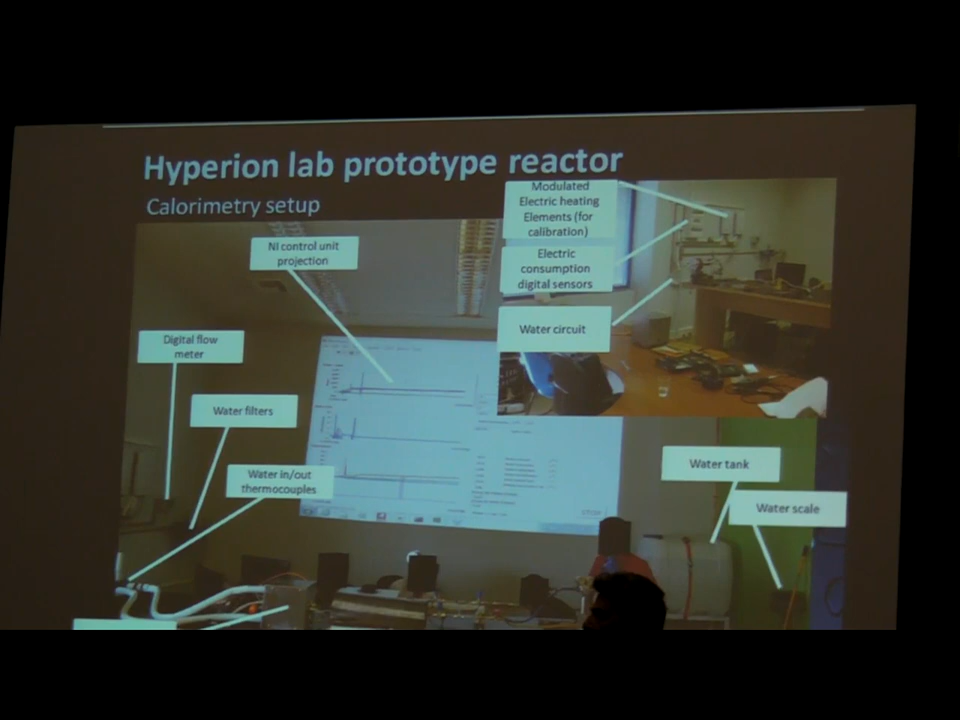 Hyperion lab prototype reactor
Calorimetry setup
Modulated
Electric heating
Elements (for
calibration)
NI control unit
projection
Electric
consumption
digital sensors
Water circuit
Digital flow
meter
Water filters
Water in/out
thermocouples
Water tank
Water scale